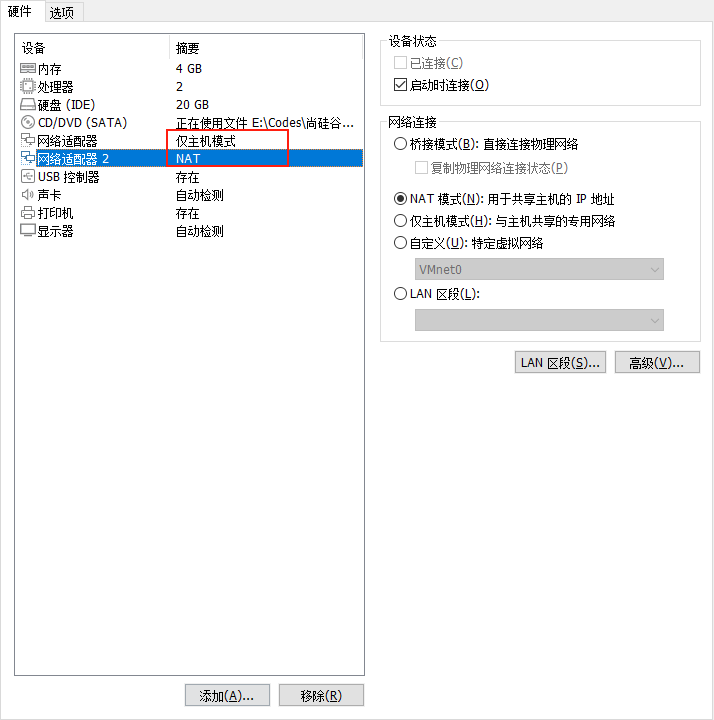 硬件 选项
设备 摘要
内存 4 GB
处理器 2
硬盘 (IDE) 20 GB
CD/DVD (SATA) 正在使用文件 E:\Codes\尚硅谷...
网络适配器 仅主机模式
网络适配器 2 NAT
USB 控制器 存在
声卡 自动检测
打印机 存在
显示器 自动检测
添加(A)... 移除(R)
设备状态
已连接(C)
启动时连接(O)
网络连接
桥接模式(B): 直接连接物理网络
复制物理网络连接状态(P)
NAT 模式(N): 用于共享主机的 IP 地址
仅主机模式(H): 与主机共享的专用网络
自定义(U): 特定虚拟网络
VMnet0
LAN 区段(L):
LAN 区段(S)... 高级(V)...